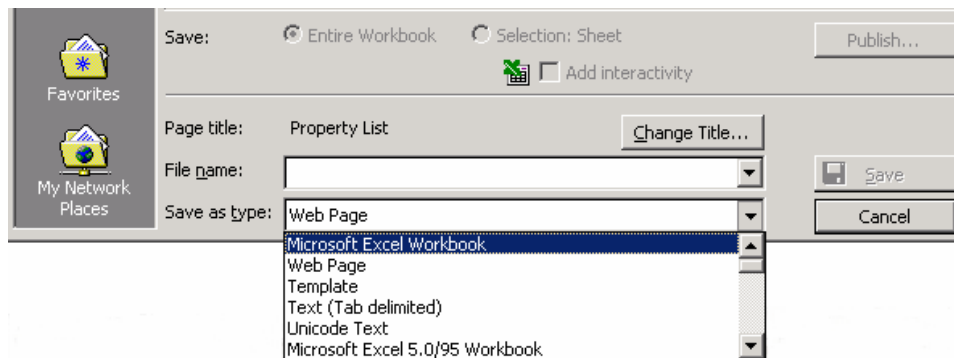 Save: Entire Workbook Selection: Sheet Publish...
Add interactivity
Favorites
Page title: Property List Change Title...
File name: Save
My Network
Places
Save as type: Web Page Cancel
Microsoft Excel Workbook
Web Page
Template
Text (Tab delimited)
Unicode Text
Microsoft Excel 5.0/95 Workbook